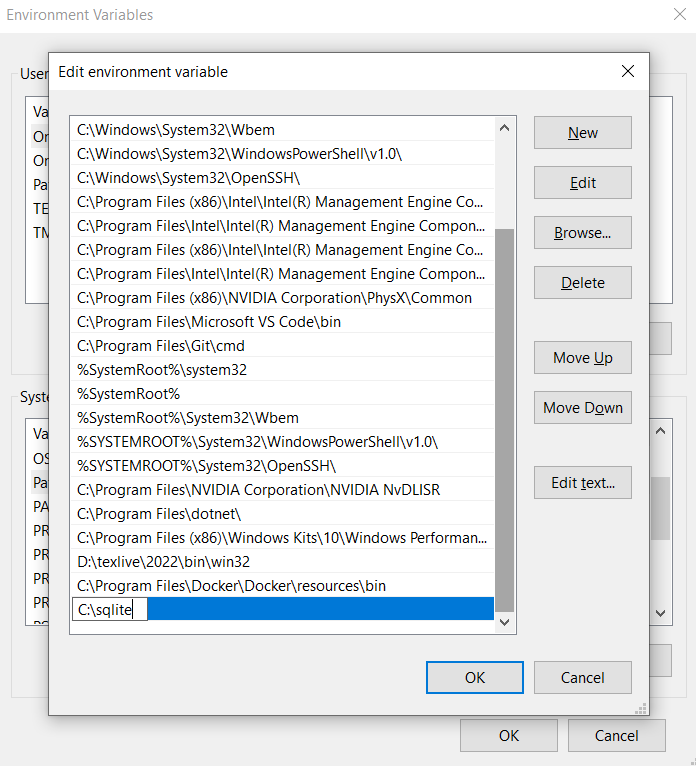 Environment Variables
User
Edit environment variable
Va
On
On
Pa
TE
TM
C:\Windows\System32\Wbem
C:\Windows\System32\WindowsPowerShell\v1.0\
C:\Windows\System32\OpenSSH\
C:\Program Files (x86)\Intel\Intel(R) Management Engine Co...
C:\Program Files\Intel\Intel(R) Management Engine Compon...
C:\Program Files (x86)\Intel\Intel(R) Management Engine Co...
C:\Program Files\Intel\Intel(R) Management Engine Compon...
C:\Program Files (x86)\NVIDIA Corporation\PhysX\Common
C:\Program Files\Microsoft VS Code\bin
C:\Program Files\Git\cmd
%SystemRoot%\system32
%SystemRoot%
%SystemRoot%\System32\Wbem
%SYSTEMROOT%\System32\WindowsPowerShell\v1.0\
%SYSTEMROOT%\System32\OpenSSH\
C:\Program Files\NVIDIA Corporation\NVIDIA NvDLISR
C:\Program Files\dotnet\
C:\Program Files (x86)\Windows Kits\10\Windows Performan...
D:\texlive\2022\bin\win32
C:\Program Files\Docker\Docker\resources\bin
C:\sqlite
New
Edit
Browse...
Delete
Move Up
Move Down
Edit text...
OK
Cancel
Syste
Va
OS
Pa
PA
PR
PR
PR
PR
OK
Cancel